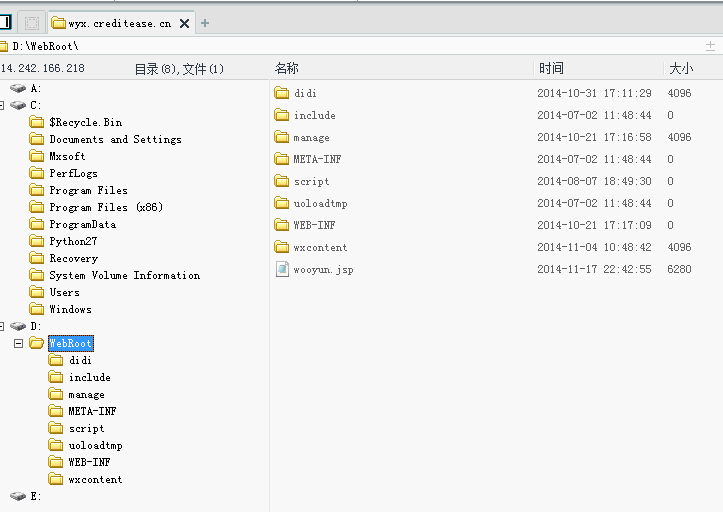 wyx.creditease.cn
D:\WebRoot\
14.242.166.218 目录(8),文件(1)
A:
C:
$Recycle.Bin
Documents and Settings
Mxsoft
PerfLogs
Program Files
Program Files (x86)
ProgramData
Python27
Recovery
System Volume Information
Users
Windows
D:
WebRoot
didi
include
manage
META-INF
script
uoloadtmp
WEB-INF
wxcontent
E:
名称 时间 大小
didi 2014-10-31 17:11:29 4096
include 2014-07-02 11:48:44 0
manage 2014-10-21 17:16:58 4096
META-INF 2014-07-02 11:48:44 0
script 2014-08-07 18:49:30 0
uoloadtmp 2014-07-02 11:48:44 0
WEB-INF 2014-10-21 17:17:09 0
wxcontent 2014-11-04 10:48:42 4096
wooyun.jsp 2014-11-17 22:42:55 6280